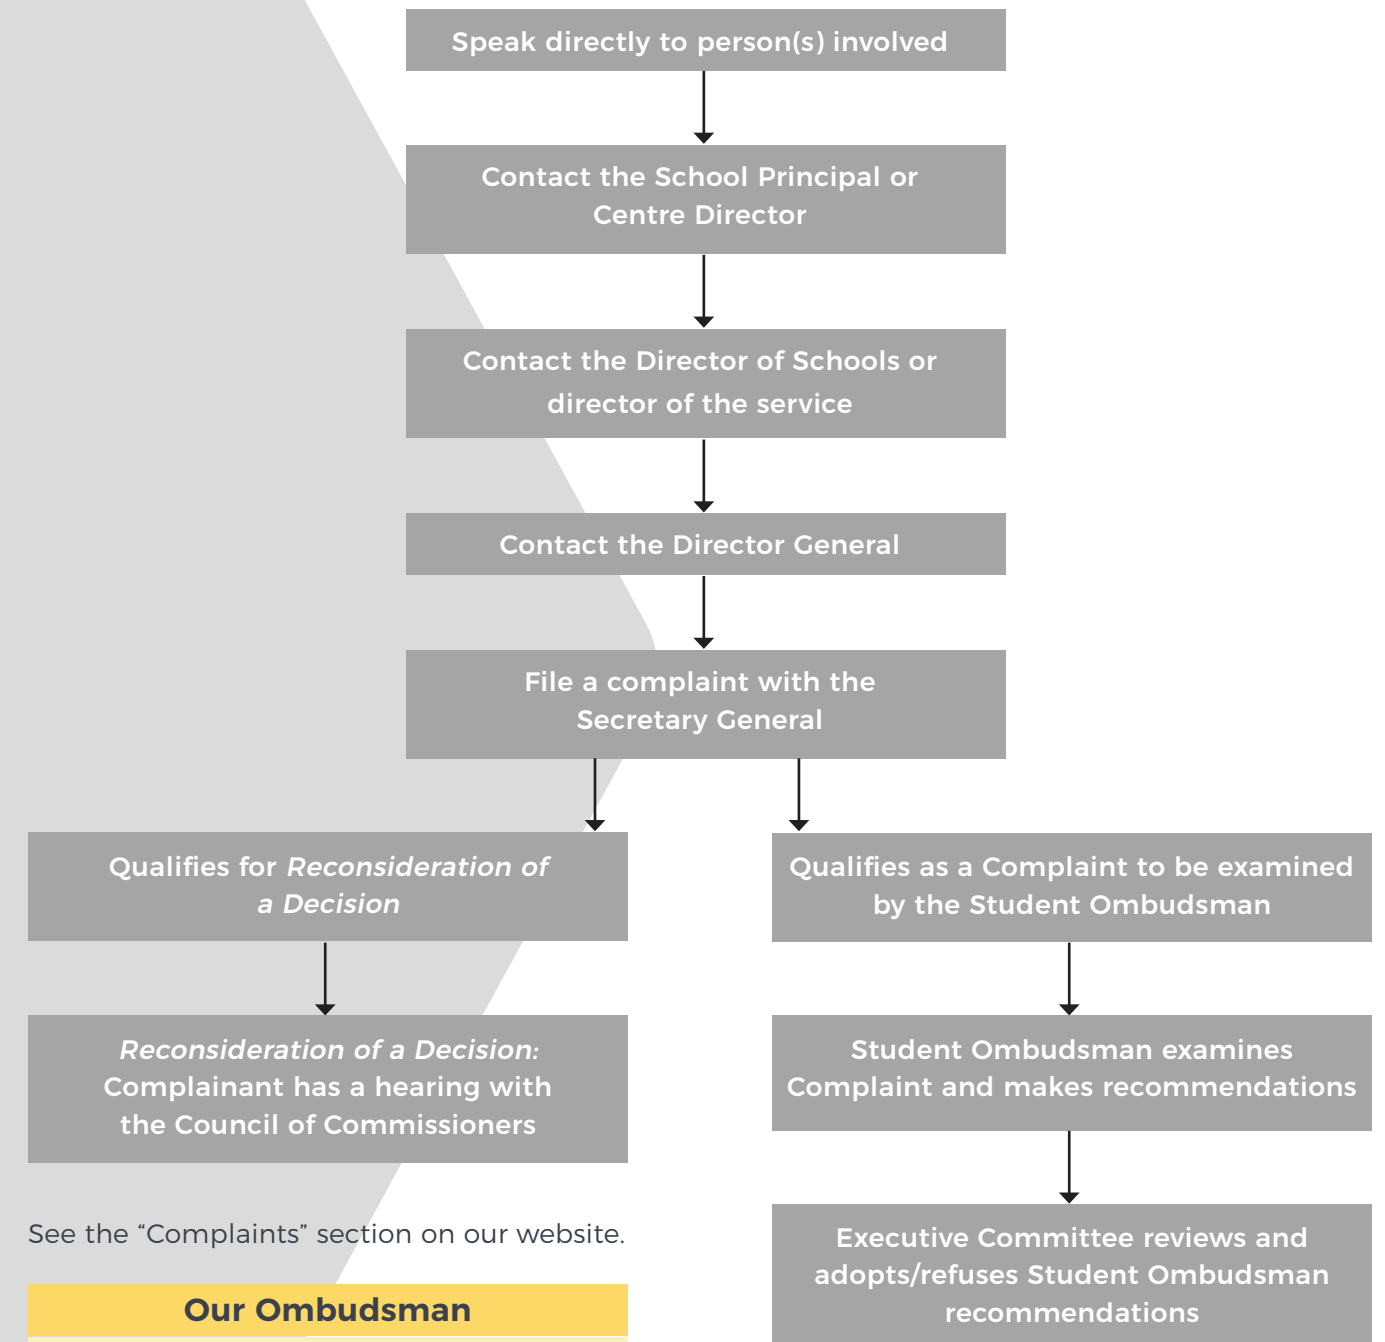 Speak directly to person(s) involved
Contact the School Principal or
Centre Director
Contact the Director of Schools or
director of the service
Contact the Director General
File a complaint with the
Secretary General
Qualifies for Reconsideration of
a Decision
Reconsideration of a Decision:
Complainant has a hearing with
the Council of Commissioners
See the “Complaints” section on our website.
Our Ombudsman
Qualifies as a Complaint to be examined
by the Student Ombudsman
Student Ombudsman examines
Complaint and makes recommendations
Executive Committee reviews and
adopts/refuses Student Ombudsman
recommendations